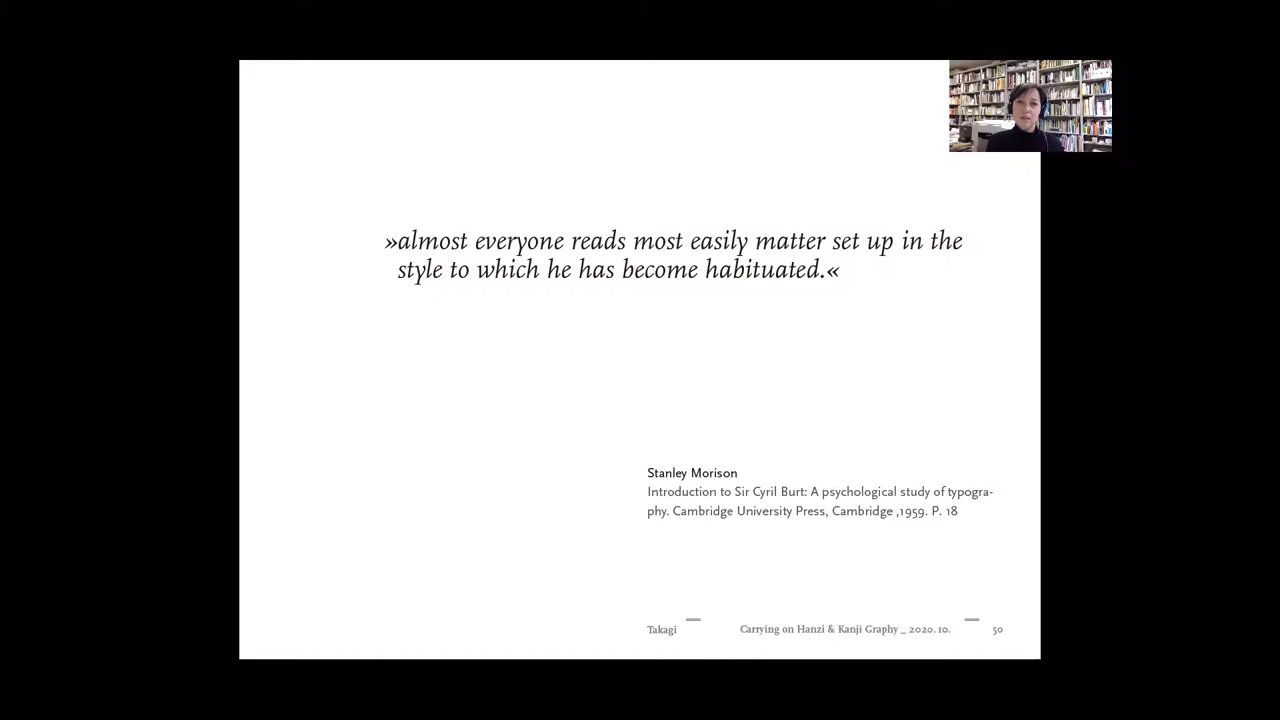 »almost everyone reads most easily matter set up in the
style to which he has become habituated.«
Stanley Morison
Introduction to Sir Cyril Burt: A psychological study of typogra-
phy. Cambridge University Press, Cambridge ,1959. P. 18
Takagi — Carrying on Hanzi & Kanji Graphy _ 2020. 10. — 50